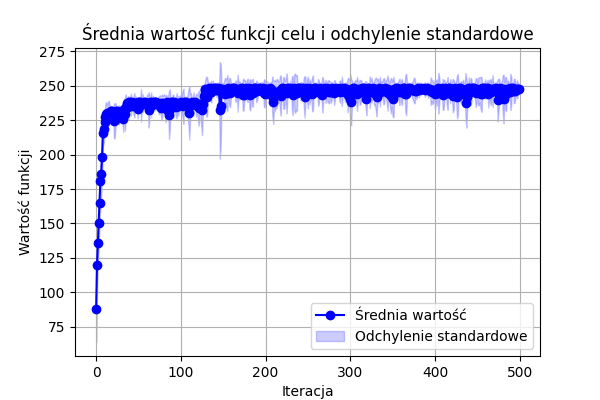 Średnia wartość funkcji celu i odchylenie standardowe
275
250
225
200
175
150
125
100
75
Wartość funkcji
0 100 200 300 400 500
Iteracja
Średnia wartość
Odchylenie standardowe